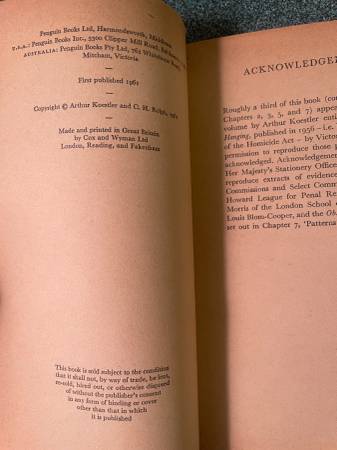 Penguin Books Ltd, Harmondsworth, Middlesex
U.S.A.: Penguin Books Inc., 3300 Clipper Mill Road,
AUSTRALIA: Penguin Books Pty Ltd, 762 Whitehorse Road,
Mitcham, Victoria
First published 1961
Copyright © Arthur Koestler and C. H. Rolph, 1961
Made and printed in Great Britain
by Cox and Wyman Ltd
London, Reading, and Fakenham
This book is sold subject to the condition
that it shall not, by way of trade, be lent,
re-sold, hired out, or otherwise disposed
of without the publisher's consent
in any form of binding or cover
other than that in which
it is published
ACKNOWLEDGE
Roughly a third of this book (co
Chapters 2, 3, 5, and 7) appear
volume by Arthur Koestler entitl
Hanging, published in 1956 – i.e.
of the Homicide Act – by Victo
permission to reproduce those p
acknowledged. Acknowledgement
Her Majesty's Stationery Office
reproduce extracts of evidence
Commissions and Select Comm
Howard League for Penal Re
Morris of the London School
Louis Blom-Cooper, and the Ob
set out in Chapter 7, 'Patterns